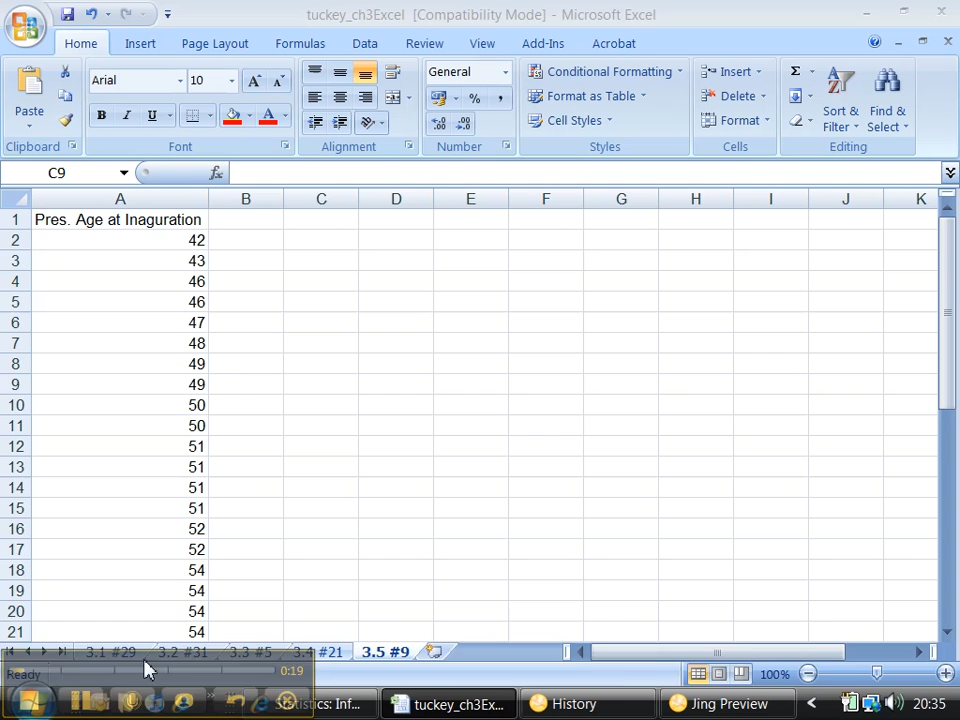 tuckey_ch3Excel [Compatibility Mode] - Microsoft Excel
Home Insert Page Layout Formulas Data Review View Add-Ins Acrobat
Paste
Arial 10
B I U
General
Conditional Formatting
Format as Table
Cell Styles
Insert
Delete
Format
Sort & Filter
Find & Select
Clipboard Font Alignment Number Styles Cells Editing
C9 fx
A B C D E F G H I J K
1 Pres. Age at Inaguration
2 42
3 43
4 46
5 46
6 47
7 48
8 49
9 49
10 50
11 50
12 51
13 51
14 51
15 51
16 52
17 52
18 54
19 54
20 54
21 54
3.1 #29 3.2 #31 3.3 #5 3.4 #21 3.5 #9
Ready 0:19 100%
Statistics: Inf... tuckey_ch3Ex... History Jing Preview 20:35